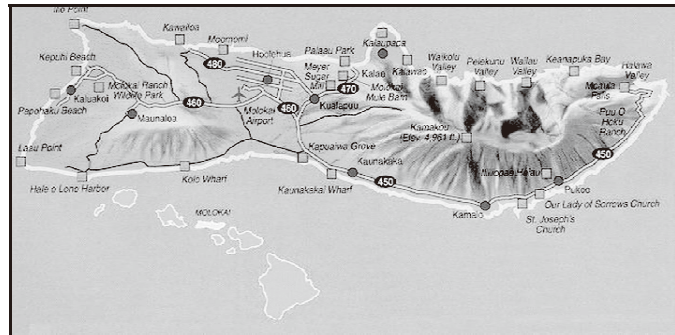 Ilio Point
Kawailoa
Moomomi
Kalaupapa
Kepuhi Beach
480
Hoolehua
Palaau Park
Kalae
Kalawao
Waikolu
Valley
Pelekunu
Valley
Wailau
Valley
Keanapuka Bay
Halawa
Valley
Meyer
Sugar
Mill
470
Molokai
Mule Barn
Moaula
Falls
Kaluakoi
Molokai Ranch
Wildlife Park
460
Kualapuu
Papohaku Beach
Maunaloa
Molokai
Airport
460
Puu O
Hoku
Ranch
Kamakou
(Elev. 4,961 ft.)
Laau Point
Kapuaiwa Grove
450
Hale o Lono Harbor
Kolo Wharf
Kaunakaka
Iliiliopae Heiau
Kaunakakai Wharf
450
Pukoo
Kamalo
Our Lady of Sorrows Church
St. Joseph's
Church
MOLOKAI